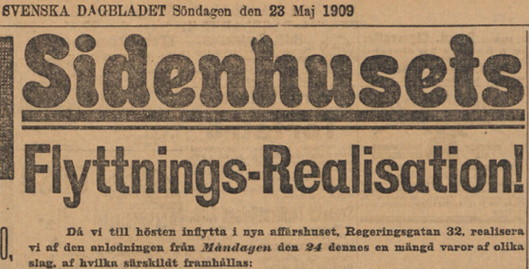 SVENSKA DAGBLADET Söndagen den 23 Maj 1909
Sidenhusets
Flyttnings-Realisation!
Då vi till hösten inflytta i nya affärshuset, Regeringsgatan 32, realisera
vi af den anledningen från Måndagen den 24 dennes en mängd varor af olika
slag, af hvilka särskildt framhållas: